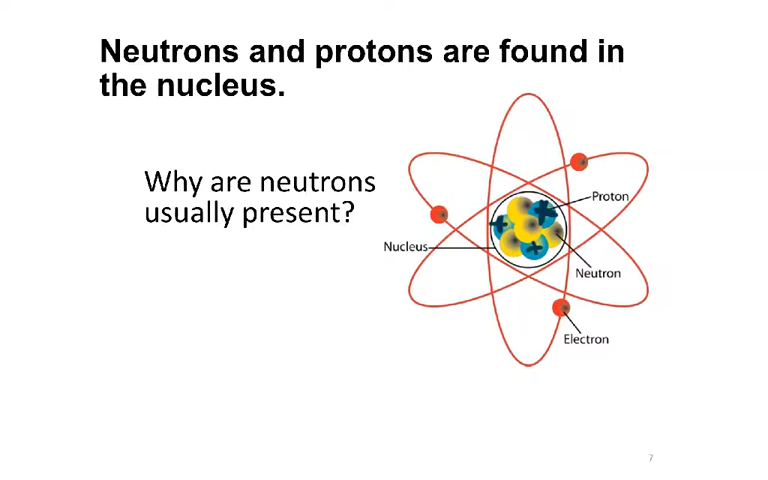 Neutrons and protons are found in
the nucleus.
Why are neutrons
usually present?
Proton
Nucleus
Neutron
Electron
7